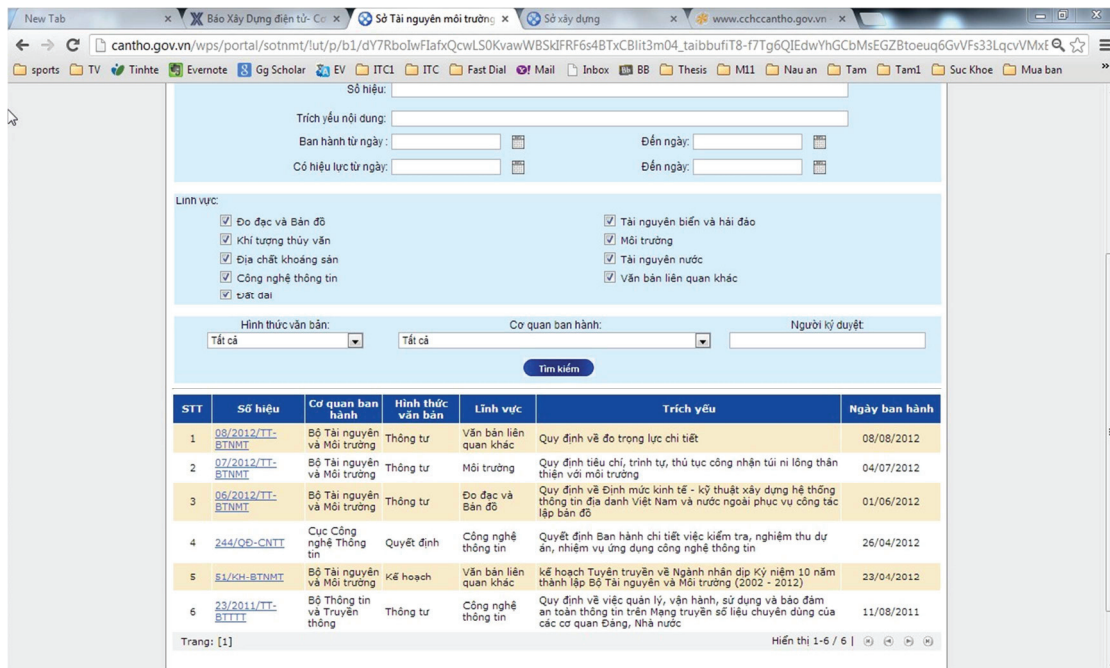 New Tab
Báo Xây Dựng điện tử- Cơ
Sở Tài nguyên môi trường
Sở xây dựng
www.cchccantho.gov.vn -
cantho.gov.vn/wps/portal/sotnmt/!ut/p/b1/
sports TV Tinhte Evernote Gg Scholar EV ITC1 ITC Fast Dial Mail Inbox BB Thesis M11 Nau an Tam Tam1 Suc Khoe Mua ban »
Số hiệu:
Trích yếu nội dung:
Ban hành từ ngày : Đến ngày:
Có hiệu lực từ ngày: Đến ngày:
Lĩnh vực:
Đo đạc và Bản đồ Tài nguyên biển và hải đảo
Khí tượng thủy văn Môi trường
Địa chất khoáng sản Tài nguyên nước
Công nghệ thông tin Văn bản liên quan khác
Đất đai
Hình thức văn bản: Cơ quan ban hành: Người ký duyệt:
Tất cả Tất cả
Tìm kiếm
STT Số hiệu Cơ quan ban hành Hình thức văn bản Lĩnh vực Trích yếu Ngày ban hành
1 08/2012/TT-BTNMT Bộ Tài nguyên và Môi trường Thông tư Văn bản liên quan khác Quy định về đo trọng lực chi tiết 08/08/2012
2 07/2012/TT-BTNMT Bộ Tài nguyên và Môi trường Thông tư Môi trường Quy định tiêu chí, trình tự, thủ tục công nhận túi ni lông thân thiện với môi trường 04/07/2012
3 06/2012/TT-BTNMT Bộ Tài nguyên và Môi trường Thông tư Đo đạc và Bản đồ Quy định về Định mức kinh tế - kỹ thuật xây dựng hệ thống thông tin địa danh Việt Nam và nước ngoài phục vụ công tác lập bản đồ 01/06/2012
4 244/QĐ-CNTT Cục Công nghệ Thông tin Quyết định Công nghệ thông tin Quyết định Ban hành chi tiết việc kiểm tra, nghiệm thu dự án, nhiệm vụ ứng dụng công nghệ thông tin 26/04/2012
5 51/KH-BTNMT Bộ Tài nguyên và Môi trường Kế hoạch Văn bản liên quan khác kế hoạch Tuyên truyền về Ngành nhân dịp Kỷ niệm 10 năm thành lập Bộ Tài nguyên và Môi trường (2002 - 2012) 23/04/2012
6 23/2011/TT-BTTTT Bộ Thông tin và Truyền thông Thông tư Công nghệ thông tin Quy định về việc quản lý, vận hành, sử dụng và bảo đảm an toàn thông tin trên Mạng truyền số liệu chuyên dùng của các cơ quan Đảng, Nhà nước 11/08/2011
Trang: [1] Hiển thị 1-6 / 6 |